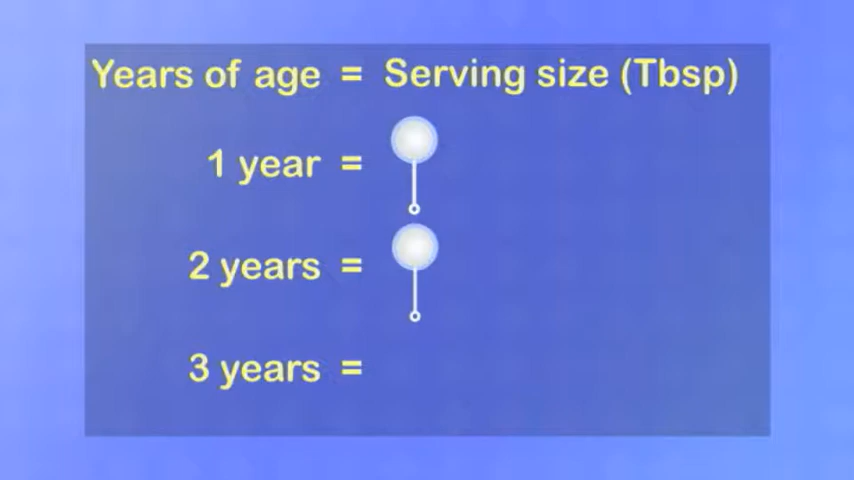 Years of age = Serving size (Tbsp)
1 year =
2 years =
3 years =